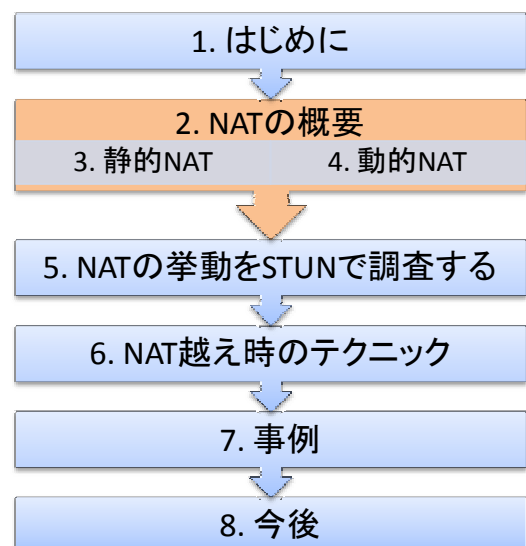 1. はじめに
2. NATの概要
3. 静的NAT 4. 動的NAT
5. NATの挙動をSTUNで調査する
6. NAT越え時のテクニック
7. 事例
8. 今後